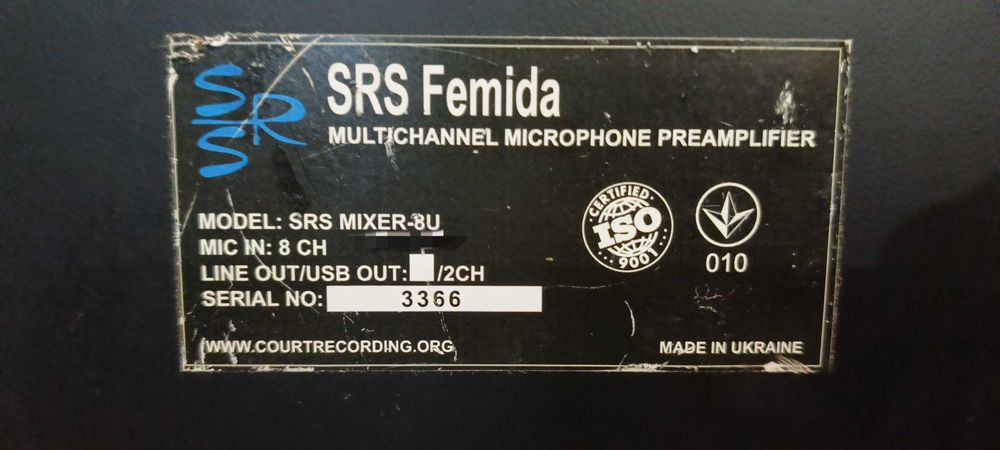 SRS
SRS Femida
MULTICHANNEL MICROPHONE PREAMPLIFIER
MODEL: SRS MIXER-8U
MIC IN: 8 CH
LINE OUT/USB OUT: /2CH
SERIAL NO: 3366
CERTIFIED
ISO
9001
010
WWW.COURTRECORDING.ORG
MADE IN UKRAINE